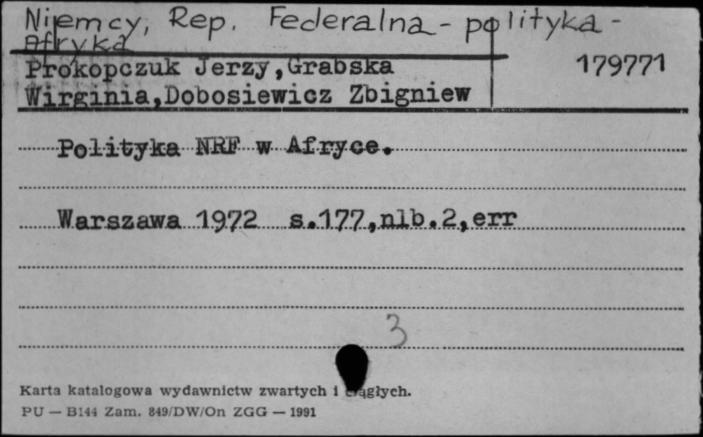 Niemcy, Rep. Federalna - polityka -
Afryka
Prokopczuk Jerzy,Grabska
179771
Wirginia,Dobosiewicz Zbigniew
Polityka NRF w Afryce.
Warszawa 1972 s.177,nlb.2,err
3
Karta katalogowa wydawnictw zwartych i ciągłych.
PU — B144 Zam. 849/DW/On ZGG — 1991